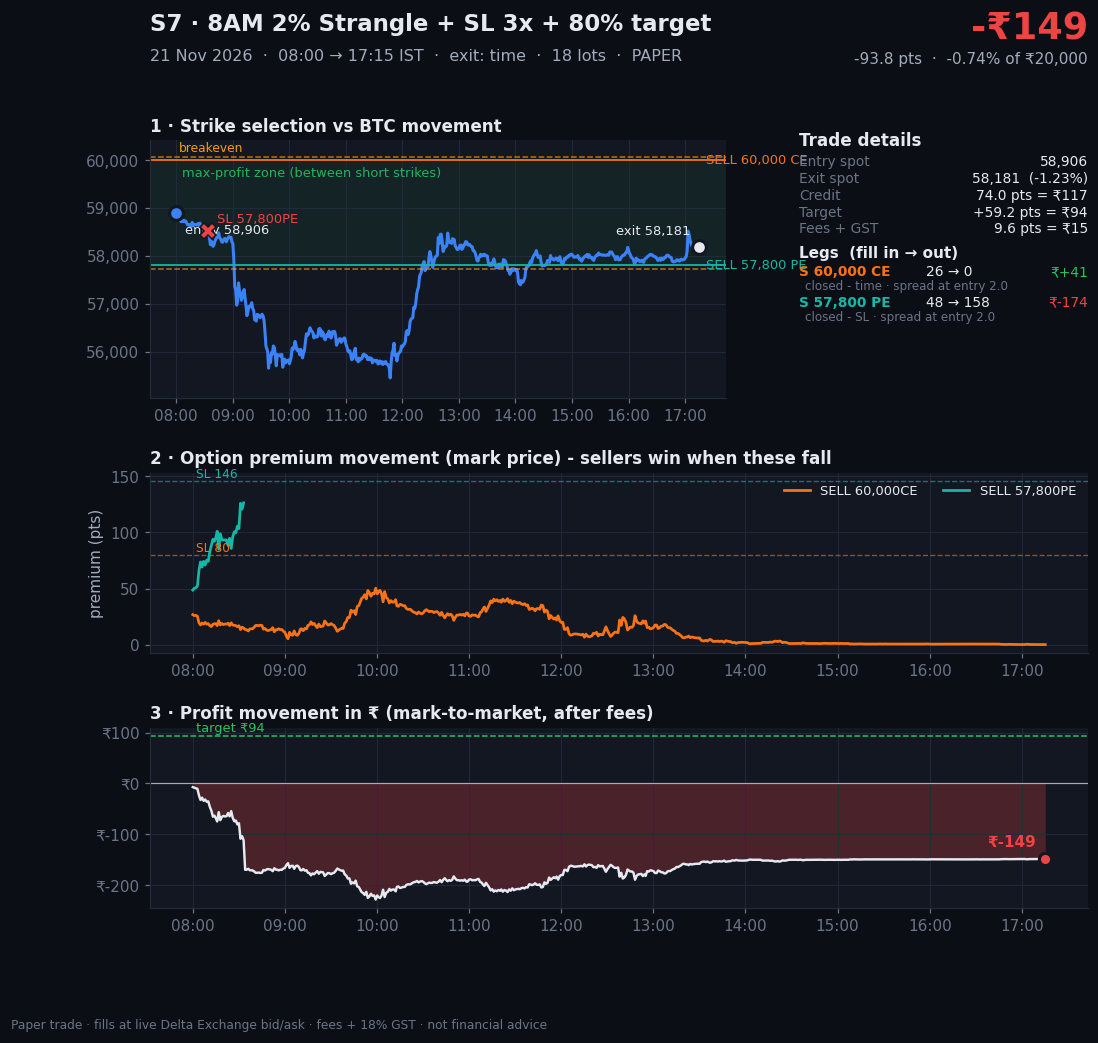 S7 · 8AM 2% Strangle + SL 3x + 80% target
-₹149
21 Nov 2026 · 08:00 → 17:15 IST · exit: time · 18 lots · PAPER
-93.8 pts · -0.74% of ₹20,000
1 · Strike selection vs BTC movement
breakeven
SELL 60,000 CE
max-profit zone (between short strikes)
SL 57,800PE
entry 58,906
exit 58,181
SELL 57,800 PE
60,000
59,000
58,000
57,000
56,000
08:00 09:00 10:00 11:00 12:00 13:00 14:00 15:00 16:00 17:00
Trade details
Entry spot 58,906
Exit spot 58,181 (-1.23%)
Credit 74.0 pts = ₹117
Target +59.2 pts = ₹94
Fees + GST 9.6 pts = ₹15
Legs (fill in → out)
S 60,000 CE 26 → 0 ₹+41
closed - time · spread at entry 2.0
S 57,800 PE 48 → 158 ₹-174
closed - SL · spread at entry 2.0
2 · Option premium movement (mark price) - sellers win when these fall
SL 146
SELL 60,000CE SELL 57,800PE
SL 80
premium (pts)
150
100
50
0
08:00 09:00 10:00 11:00 12:00 13:00 14:00 15:00 16:00 17:00
3 · Profit movement in ₹ (mark-to-market, after fees)
target ₹94
₹100
₹0
₹-100
₹-200
₹-149
08:00 09:00 10:00 11:00 12:00 13:00 14:00 15:00 16:00 17:00
Paper trade · fills at live Delta Exchange bid/ask · fees + 18% GST · not financial advice